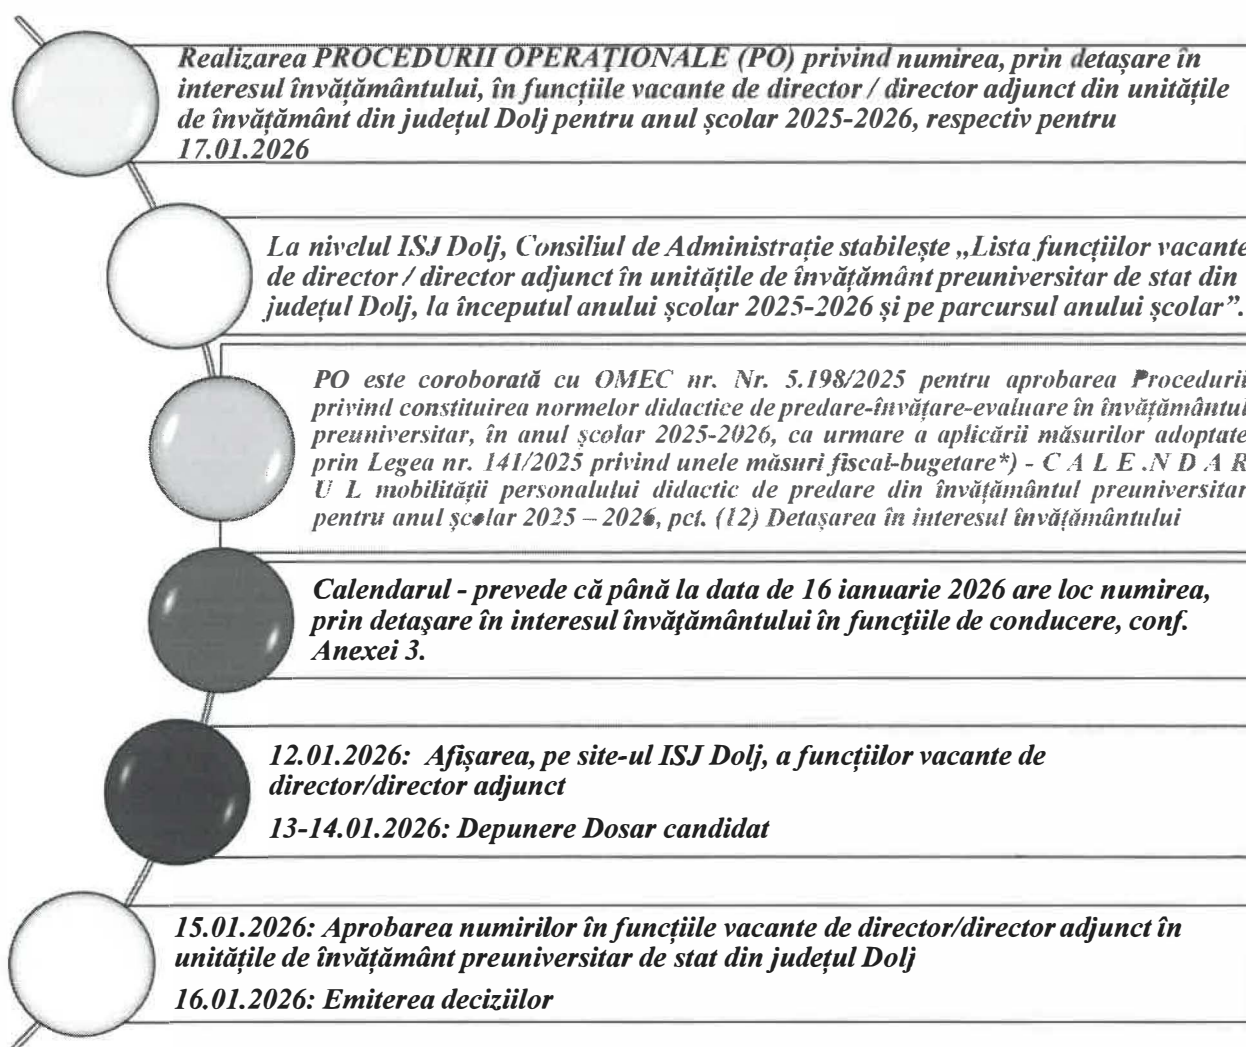 Realizarea PROCEDURII OPERAȚIONALE (PO) privind numirea, prin detașare în
interesul învățământului, în funcțiile vacante de director / director adjunct din unitățile
de învățământ din județul Dolj pentru anul școlar 2025-2026, respectiv pentru
17.01.2026
La nivelul ISJ Dolj, Consiliul de Administrație stabilește „Lista funcțiilor vacante
de director / director adjunct în unitățile de învățământ preuniversitar de stat din
județul Dolj, la începutul anului școlar 2025-2026 și pe parcursul anului școlar”.
PO este coroborată cu OMEC nr. Nr. 5.198/2025 pentru aprobarea Procedurii
privind constituirea normelor didactice de predare-învățare-evaluare în învățământul
preuniversitar, în anul școlar 2025-2026, ca urmare a aplicării măsurilor adoptate
prin Legea nr. 141/2025 privind unele măsuri fiscal-bugetare*) - C A L E .N D A R
U L mobilității personalului didactic de predare din învățământul preuniversitar
pentru anul școlar 2025 – 2026, pct. (12) Detașarea în interesul învățământului
Calendarul - prevede că până la data de 16 ianuarie 2026 are loc numirea,
prin detaşare în interesul învăţământului în funcţiile de conducere, conf.
Anexei 3.
12.01.2026: Afișarea, pe site-ul ISJ Dolj, a funcțiilor vacante de
director/director adjunct
13-14.01.2026: Depunere Dosar candidat
15.01.2026: Aprobarea numirilor în funcțiile vacante de director/director adjunct în
unitățile de învățământ preuniversitar de stat din județul Dolj
16.01.2026: Emiterea deciziilor